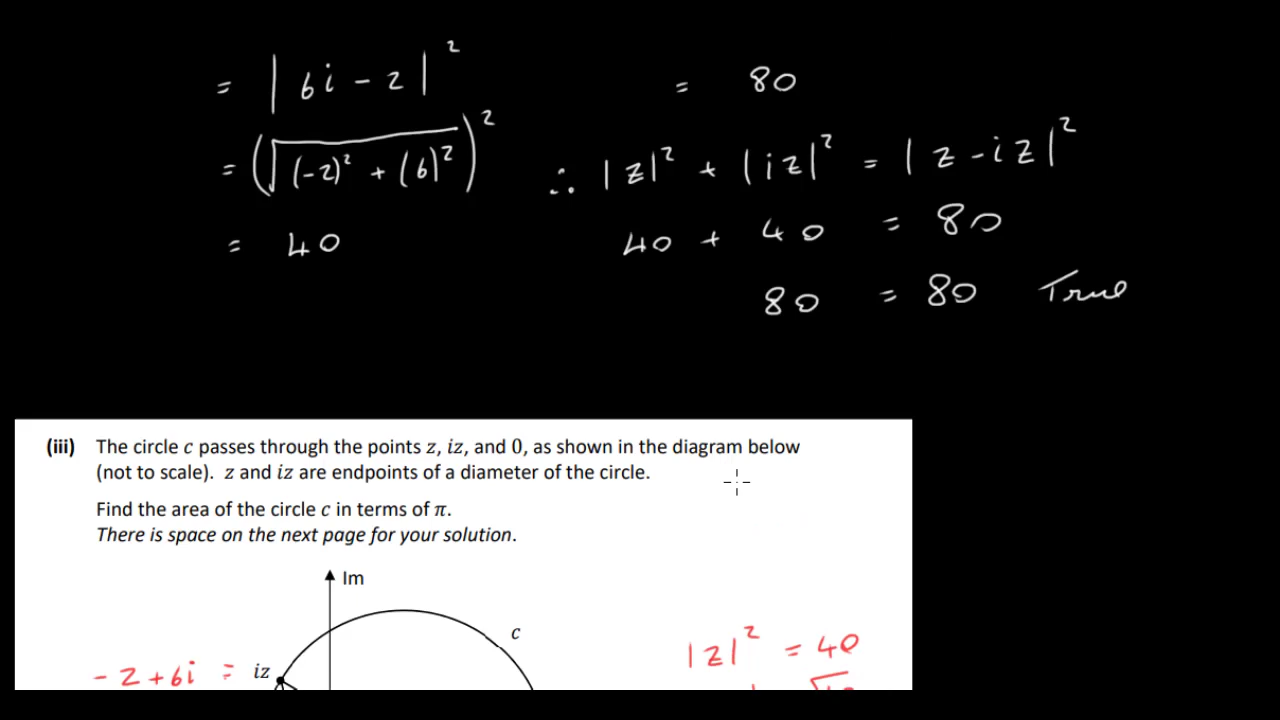 = |6i - 2|²
= (√(-2)² + (6)²)²
= 40
= 80
∴ |z|² + |iz|² = |z - iz|²
40 + 40 = 80
80 = 80 True
(iii) The circle c passes through the points z, iz, and 0, as shown in the diagram below
(not to scale). z and iz are endpoints of a diameter of the circle.
Find the area of the circle c in terms of π.
There is space on the next page for your solution.
Im
c
|z|² = 40
-2+6i = iz